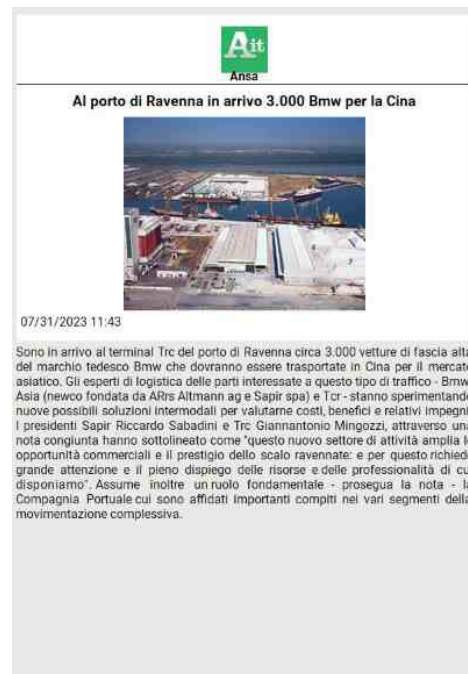 Ait
Ansa
Al porto di Ravenna in arrivo 3.000 Bmw per la Cina
07/31/2023 11:43
Sono in arrivo al terminal Trc del porto di Ravenna circa 3.000 vetture di fascia alta
del marchio tedesco Bmw che dovranno essere trasportate in Cina per il mercato
asiatico. Gli esperti di logistica delle parti interessate a questo tipo di traffico - Bmw,
Asia (newco fondata da ARrs Altmann ag e Sapir spa) e Tcr - stanno sperimentando
nuove possibili soluzioni intermodali per valutarne costi, benefici e relativi impegni.
I presidenti Sapir Riccardo Sabadini e Trc Giannantonio Mingozzi, attraverso una
nota congiunta hanno sottolineato come "questo nuovo settore di attività amplia le
opportunità commerciali e il prestigio dello scalo ravennate: e per questo richiede
grande attenzione e il pieno dispiego delle risorse e delle professionalità di cui
disponiamo". Assume inoltre un ruolo fondamentale - prosegua la nota - la
Compagnia Portuale cui sono affidati importanti compiti nei vari segmenti della
movimentazione complessiva.